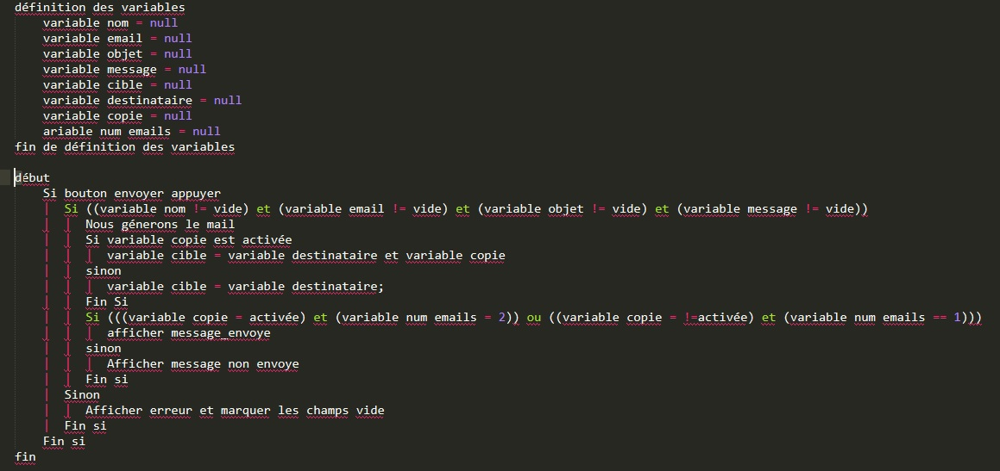 définition des variables
variable nom = null
variable email = null
variable objet = null
variable message = null
variable cible = null
variable destinataire = null
variable copie = null
ariable num emails = null
fin de définition des variables
début
Si bouton envoyer appuyer
Si ((variable nom != vide) et (variable email != vide) et (variable objet != vide) et (variable message != vide))
Nous génerons le mail
Si variable copie est activée
variable cible = variable destinataire et variable copie
sinon
variable cible = variable destinataire;
Fin Si
Si (((variable copie = activée) et (variable num emails = 2)) ou ((variable copie = !=activée) et (variable num emails == 1)))
afficher message envoye
sinon
Afficher message non envoye
Fin si
Sinon
Afficher erreur et marquer les champs vide
Fin si
Fin si
fin